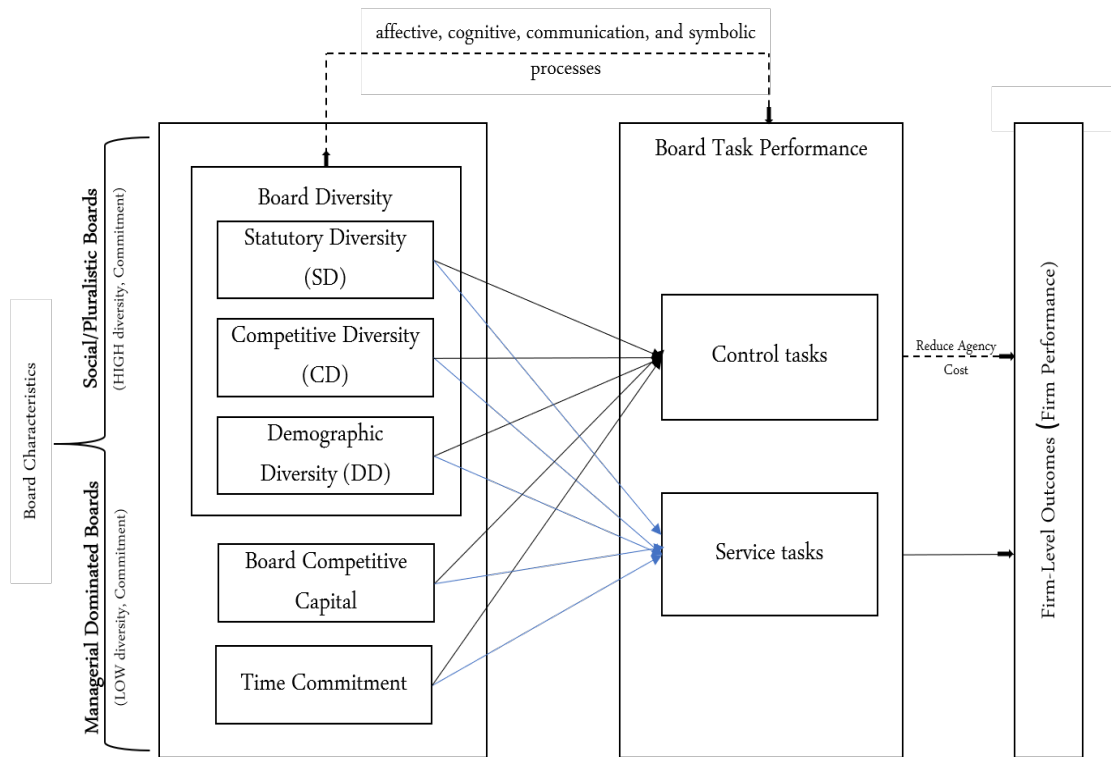 affective, cognitive, communication, and symbolic
processes
Board Characteristics
Social/Pluralistic Boards
(HIGH diversity, Commitment)
Managerial Dominated Boards
(LOW diversity, Commitment)
Board Diversity
Statutory Diversity
(SD)
Competitive Diversity
(CD)
Demographic
Diversity (DD)
Board Competitive
Capital
Time Commitment
Board Task Performance
Control tasks
Service tasks
Reduce Agency
Cost
Firm-Level Outcomes (Firm Performance)